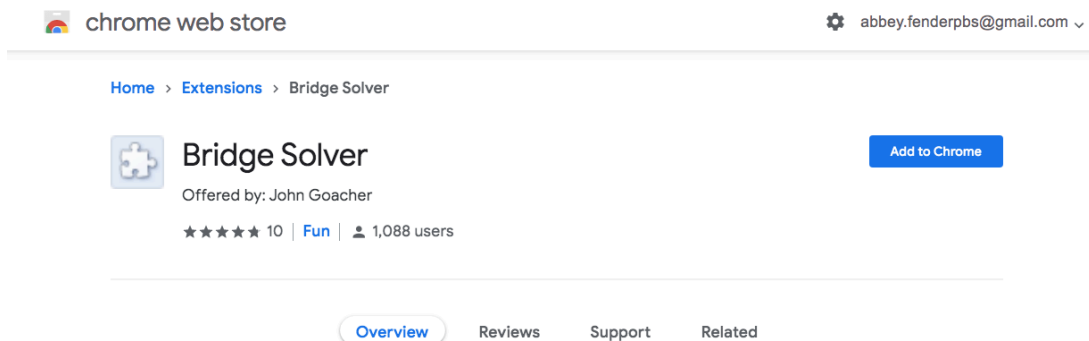 chrome web store
abbey.fenderpbs@gmail.com
Home > Extensions > Bridge Solver
Bridge Solver
Add to Chrome
Offered by: John Goacher
★★★★★ 10 | Fun | 1,088 users
Overview Reviews Support Related